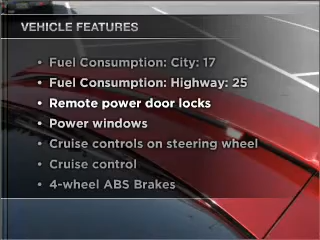 VEHICLE FEATURES
• Fuel Consumption: City: 17
• Fuel Consumption: Highway: 25
• Remote power door locks
• Power windows
• Cruise controls on steering wheel
• Cruise control
• 4-wheel ABS Brakes